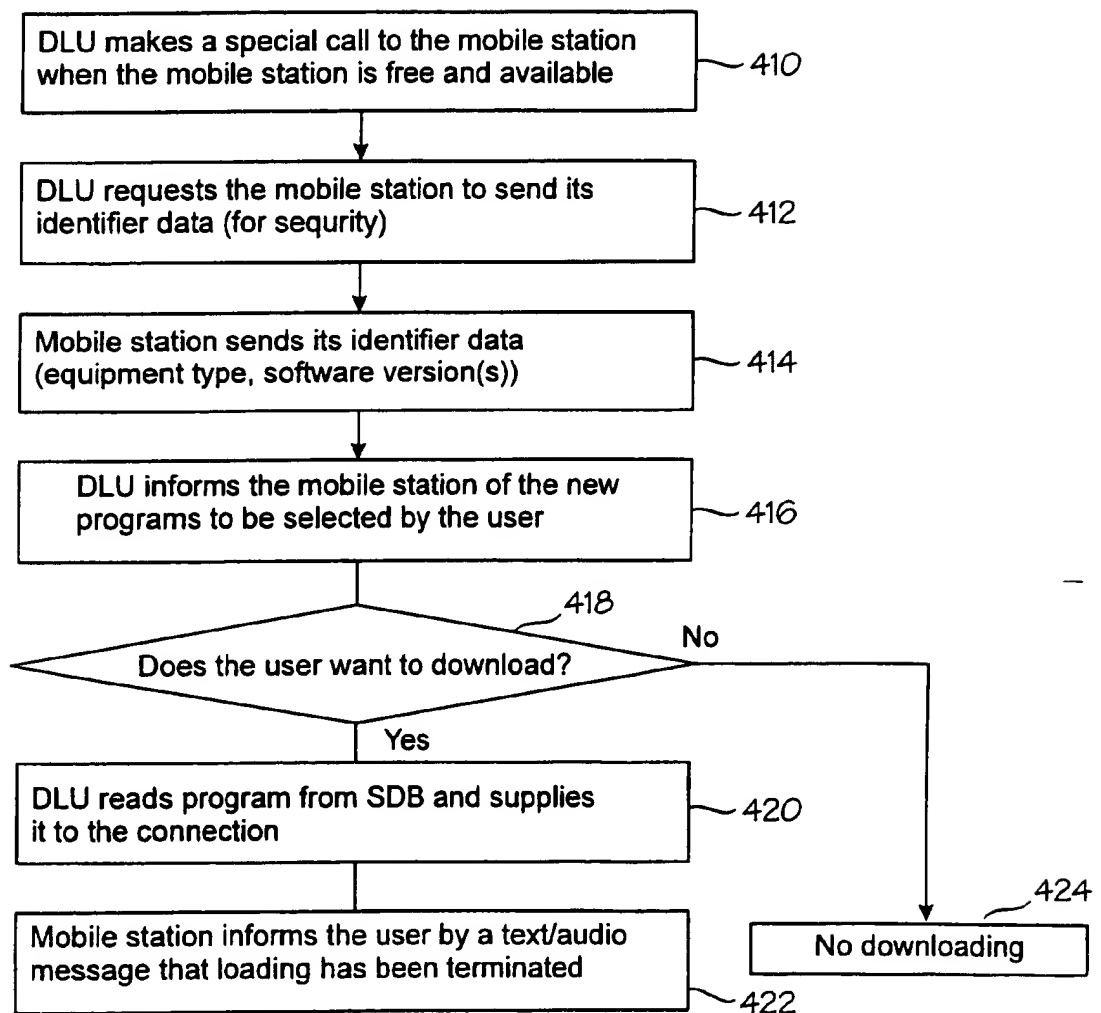 DLU makes a special call to the mobile station
when the mobile station is free and available
410
DLU requests the mobile station to send its
identifier data (for sequrity)
412
Mobile station sends its identifier data
(equipment type, software version(s))
414
DLU informs the mobile station of the new
programs to be selected by the user
416
418
Does the user want to download?
No
Yes
DLU reads program from SDB and supplies
it to the connection
420
Mobile station informs the user by a text/audio
message that loading has been terminated
422
424
No downloading